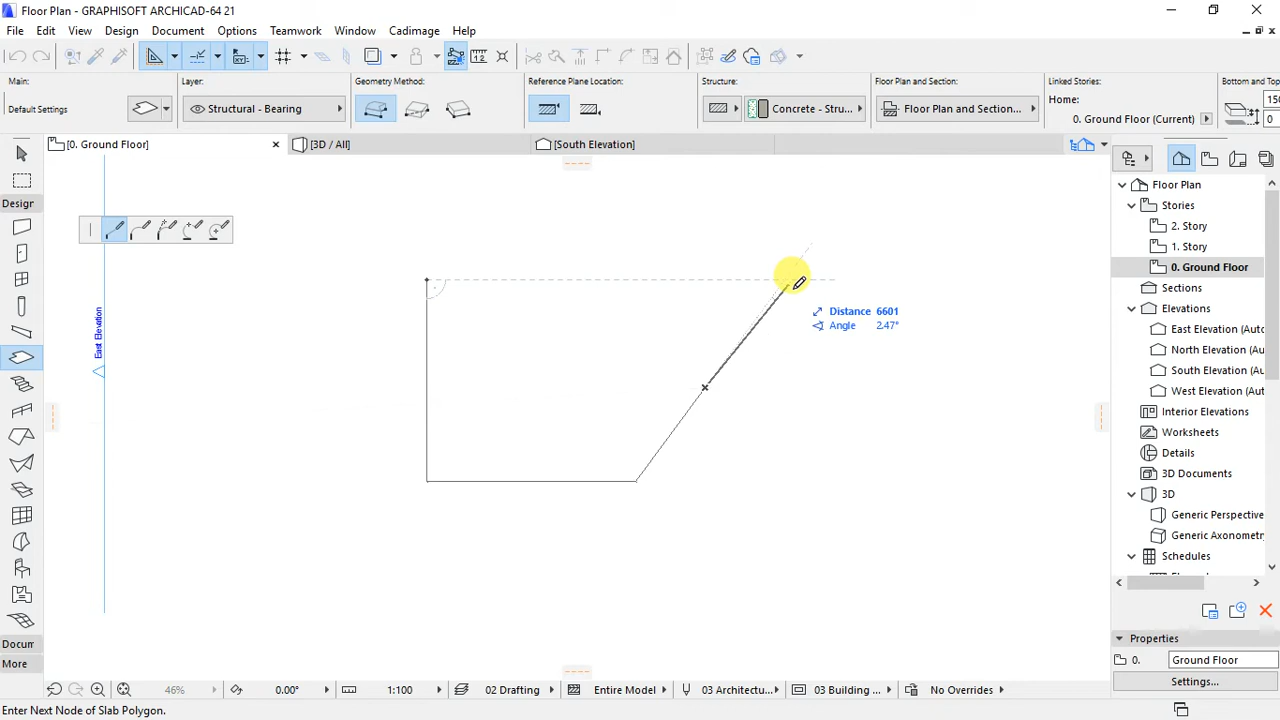 Floor Plan - GRAPHISOFT ARCHICAD-64 21
File Edit View Design Document Options Teamwork Window Cadimage Help
Main: Layer: Geometry Method: Reference Plane Location: Structure: Floor Plan and Section: Linked Stories: Bottom and Top
Default Settings
Structural - Bearing
Concrete - Stru...
Floor Plan and Section...
Home:
0. Ground Floor (Current)
150
0
[0. Ground Floor]
[3D / All]
[South Elevation]
Design
East Elevation
Distance 6601
Angle 2.47°
Docum
More
Floor Plan
Stories
2. Story
1. Story
0. Ground Floor
Sections
Elevations
East Elevation (Auto
North Elevation (Au
South Elevation (Au
West Elevation (Aut
Interior Elevations
Worksheets
Details
3D Documents
3D
Generic Perspective
Generic Axonometr
Schedules
Properties
0. Ground Floor
Settings...
46% 0.00° 1:100 02 Drafting Entire Model 03 Architectu... 03 Building ... No Overrides
Enter Next Node of Slab Polygon.